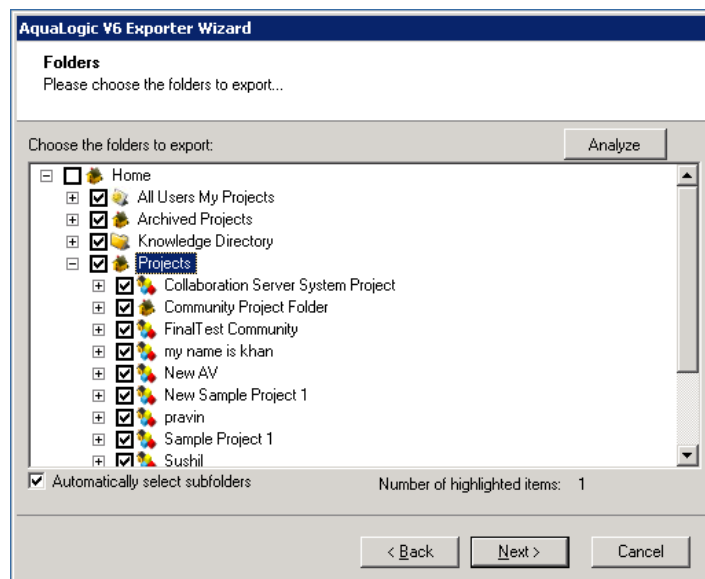 AquaLogic V6 Exporter Wizard
Folders
Please choose the folders to export...
Choose the folders to export:
Analyze
Home
All Users My Projects
Archived Projects
Knowledge Directory
Projects
Collaboration Server System Project
Community Project Folder
FinalTest Community
my name is khan
New AV
New Sample Project 1
pravin
Sample Project 1
Sushil
Automatically select subfolders
Number of highlighted items: 1
< Back
Next >
Cancel